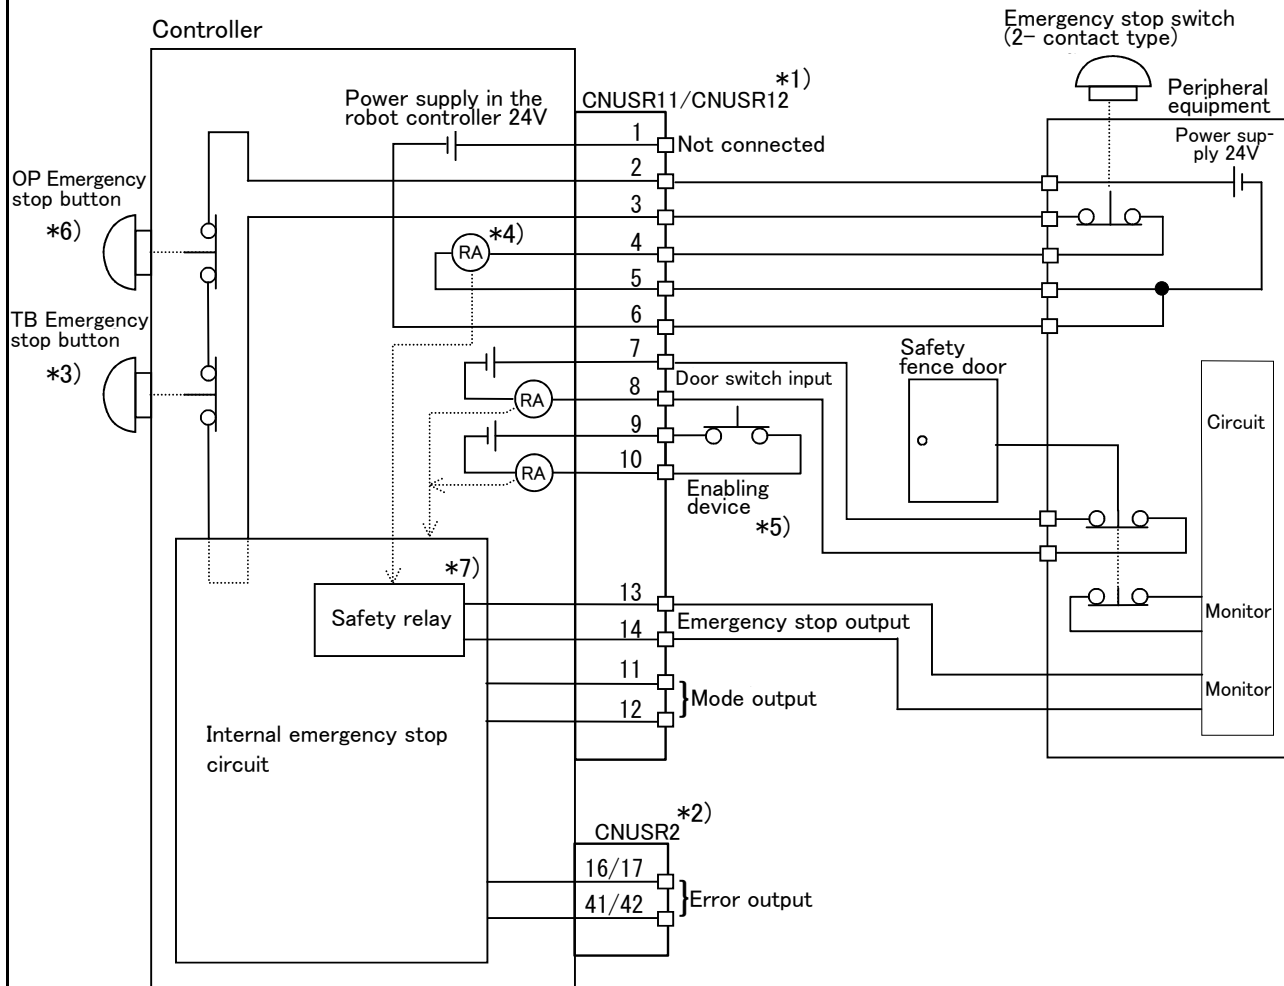 Controller
Emergency stop switch
(2- contact type)
*1)
Power supply in the
robot controller 24V
CNUSR11/CNUSR12
Peripheral
equipment
1
Not connected
Power sup-
ply 24V
2
OP Emergency
stop button
*6)
3
*4)
4
RA
5
6
TB Emergency
stop button
*3)
7
Safety
fence door
Door switch input
8
RA
9
Circuit
10
RA
Enabling
device
*5)
*7)
13
Safety relay
Emergency stop output
Monitor
14
11
Mode output
Monitor
12
Internal emergency stop
circuit
*2)
CNUSR2
16/17
Error output
41/42